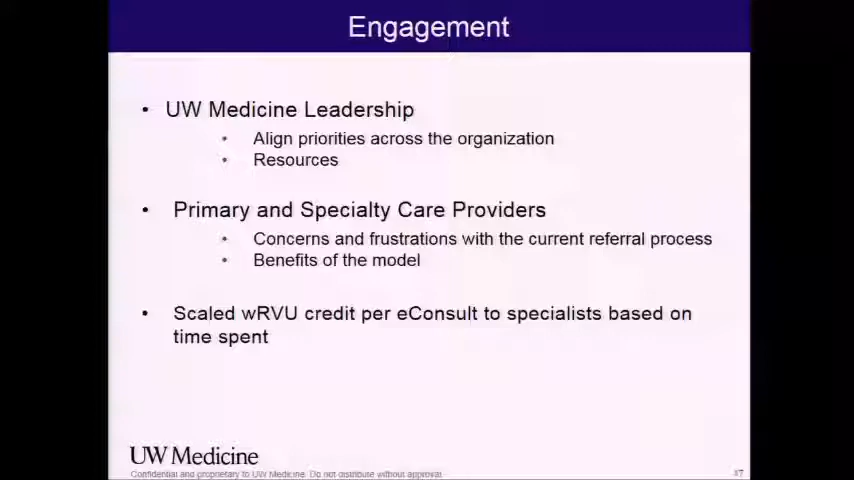 Engagement
• UW Medicine Leadership
• Align priorities across the organization
• Resources
• Primary and Specialty Care Providers
• Concerns and frustrations with the current referral process
• Benefits of the model
• Scaled wRVU credit per eConsult to specialists based on
time spent
UW Medicine
Confidential and proprietary to UW Medicine. Do not distribute without approval
17